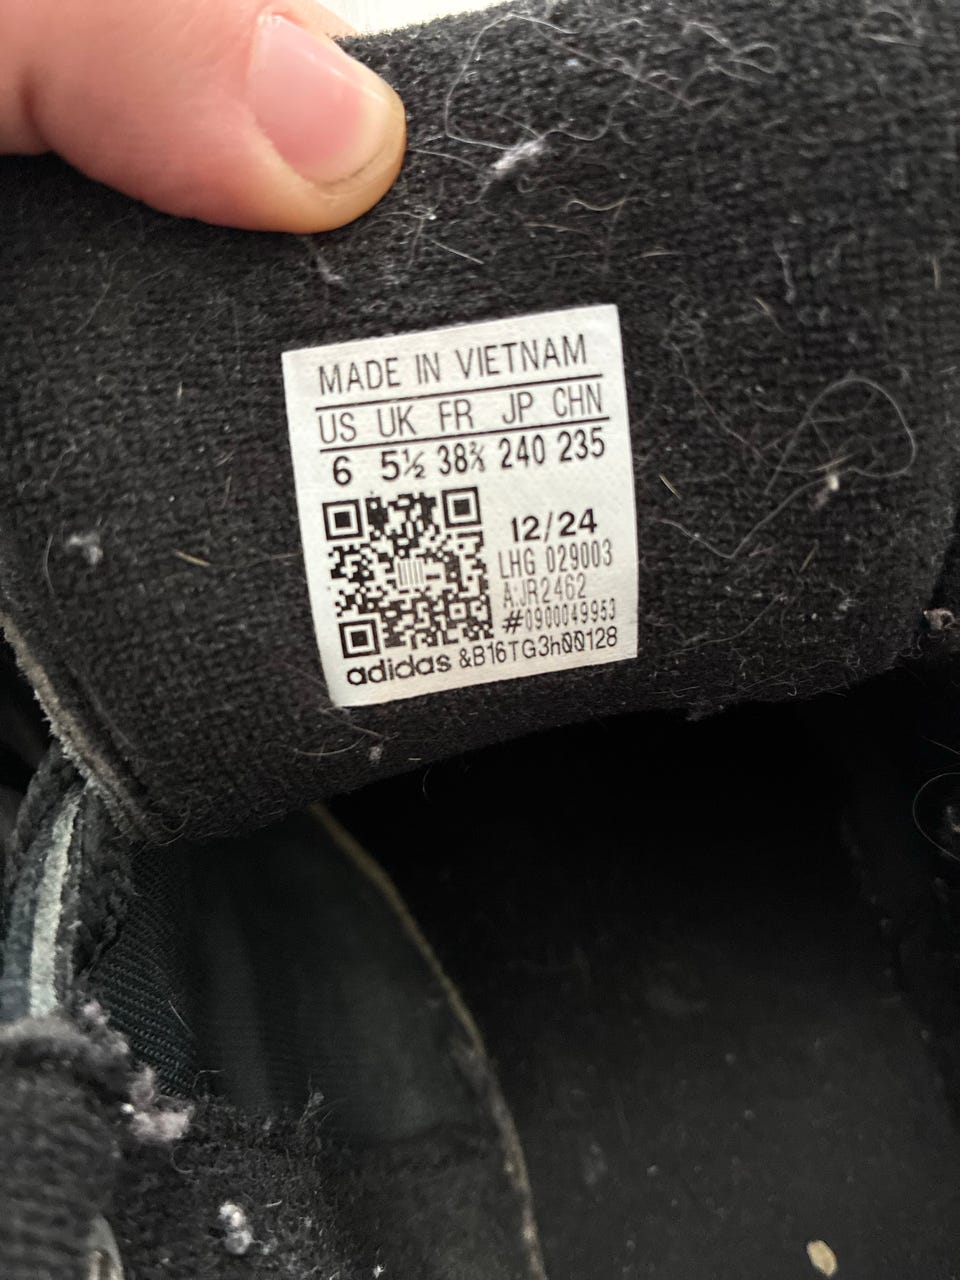 MADE IN VIETNAM
US UK FR JP CHN
6 5½ 38⅔ 240 235
12/24
LHG 029003
A:JR2462
#0900049953
adidas &B16TG3h00128